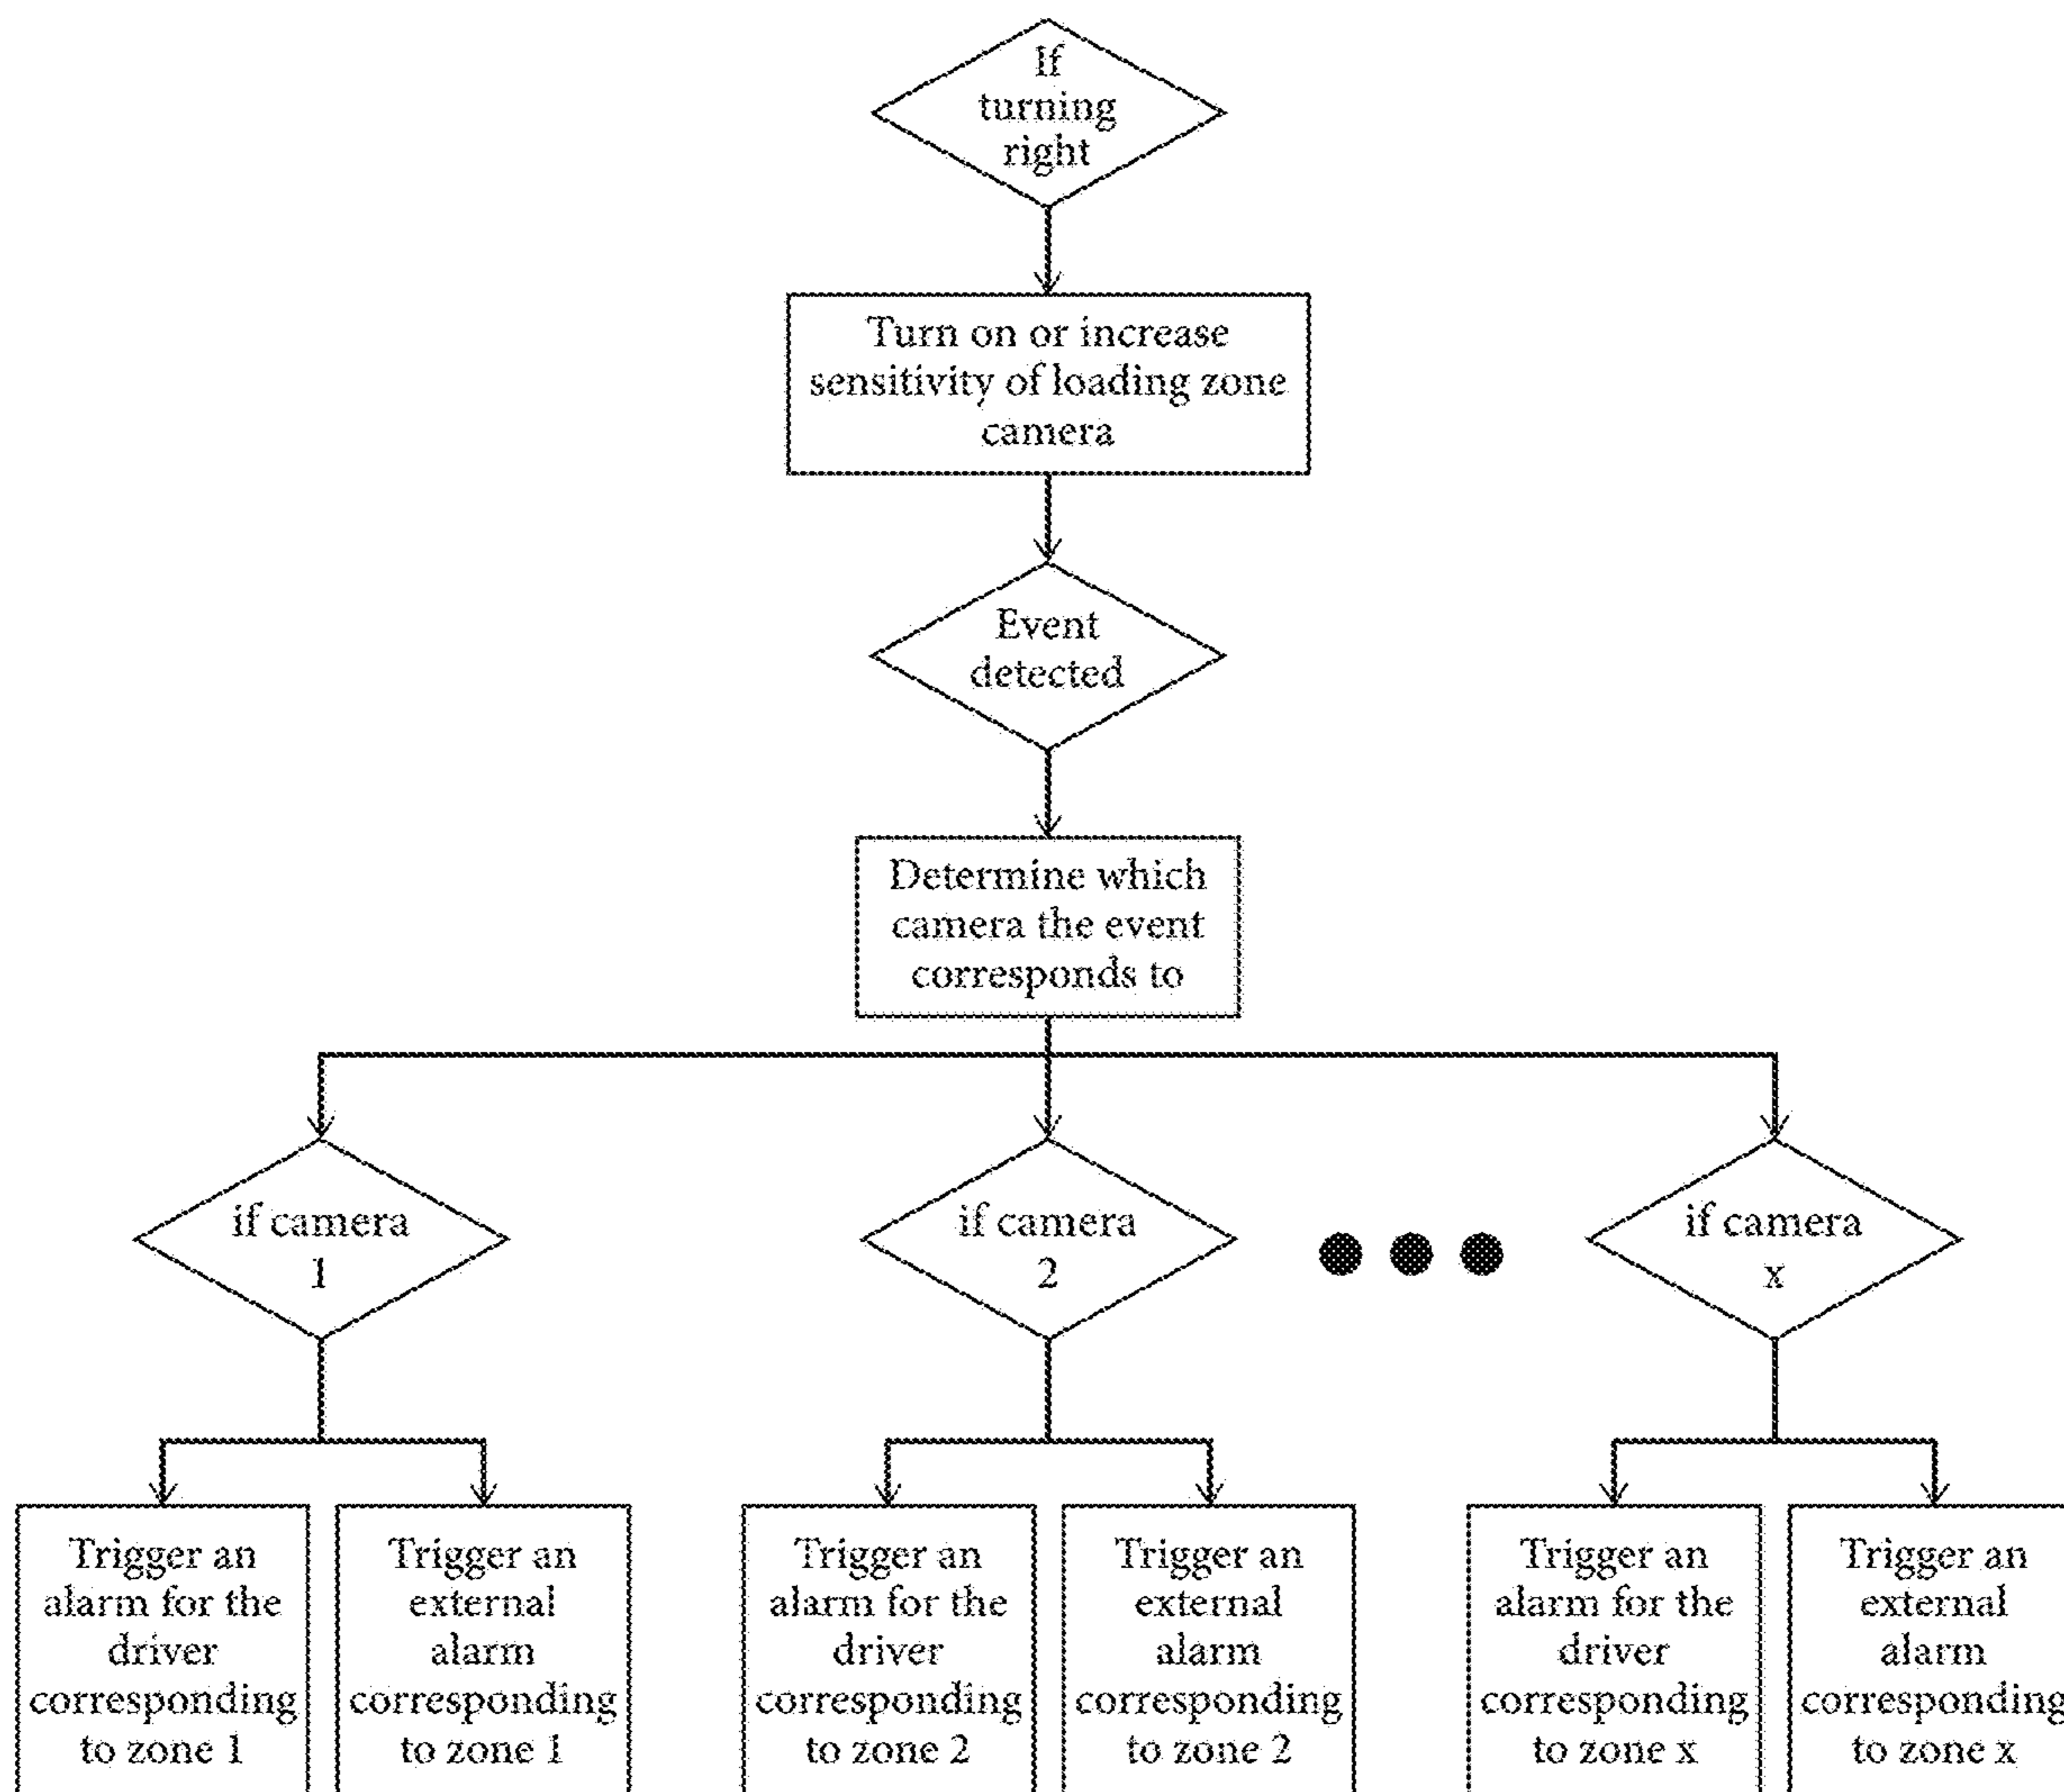 If
turning
right
Turn on or increase
sensitivity of loading zone
camera
Event
detected
Determine which
camera the event
corresponds to
if camera
1
if camera
2
if camera
x
Trigger an
alarm for the
driver
corresponding
to zone 1
Trigger an
external
alarm
corresponding
to zone 1
Trigger an
alarm for the
driver
corresponding
to zone 2
Trigger an
external
alarm
corresponding
to zone 2
Trigger an
alarm for the
driver
corresponding
to zone x
Trigger an
external
alarm
corresponding
to zone x